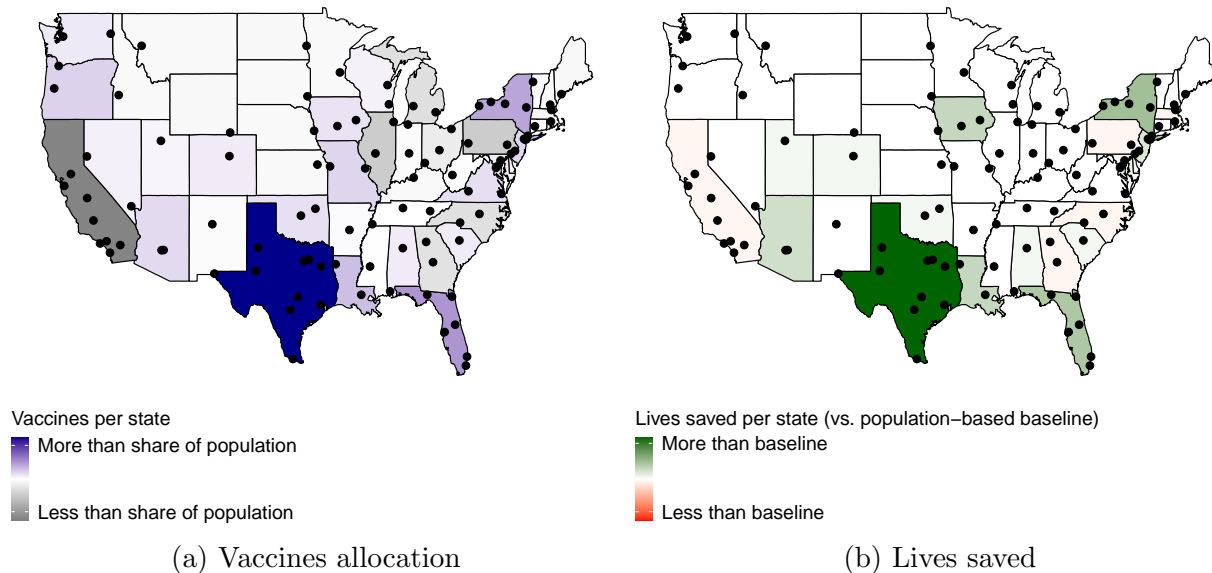 Vaccines per state
More than share of population
Less than share of population
(a) Vaccines allocation
Lives saved per state (vs. population−based baseline)
More than baseline
Less than baseline
(b) Lives saved